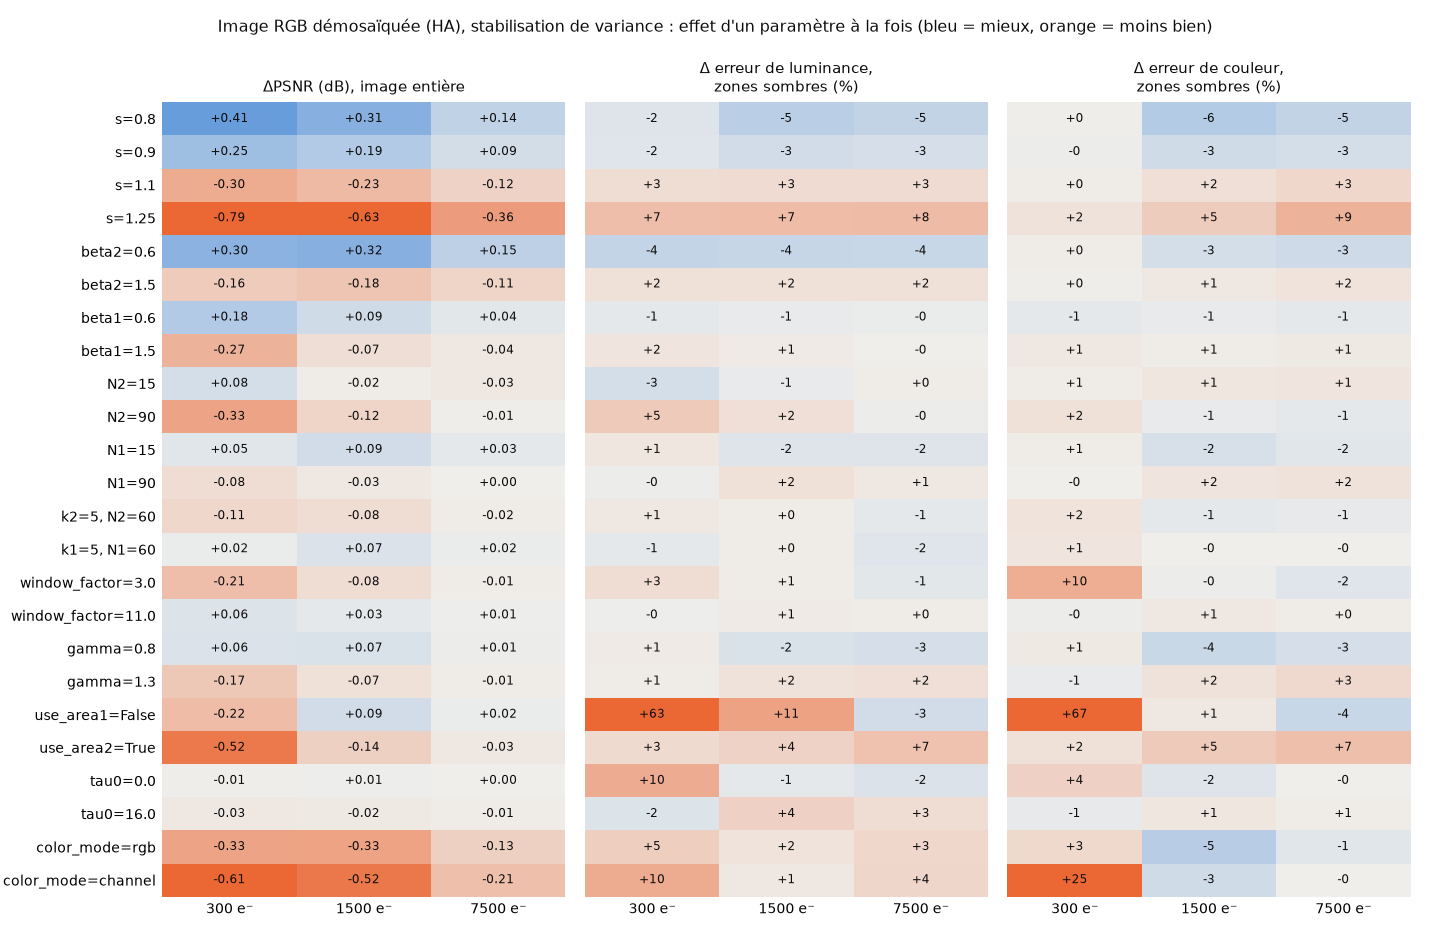 Image RGB démosaïquée (HA), stabilisation de variance : effet d'un paramètre à la fois (bleu = mieux, orange = moins bien)
ΔPSNR (dB), image entière
Δ erreur de luminance,
zones sombres (%)
Δ erreur de couleur,
zones sombres (%)
s=0.8 +0.41 +0.31 +0.14 -2 -5 -5 +0 -6 -5
s=0.9 +0.25 +0.19 +0.09 -2 -3 -3 -0 -3 -3
s=1.1 -0.30 -0.23 -0.12 +3 +3 +3 +0 +2 +3
s=1.25 -0.79 -0.63 -0.36 +7 +7 +8 +2 +5 +9
beta2=0.6 +0.30 +0.32 +0.15 -4 -4 -4 +0 -3 -3
beta2=1.5 -0.16 -0.18 -0.11 +2 +2 +2 +0 +1 +2
beta1=0.6 +0.18 +0.09 +0.04 -1 -1 -0 -1 -1 -1
beta1=1.5 -0.27 -0.07 -0.04 +2 +1 -0 +1 +1 +1
N2=15 +0.08 -0.02 -0.03 -3 -1 +0 +1 +1 +1
N2=90 -0.33 -0.12 -0.01 +5 +2 -0 +2 -1 -1
N1=15 +0.05 +0.09 +0.03 +1 -2 -2 +1 -2 -2
N1=90 -0.08 -0.03 +0.00 -0 +2 +1 -0 +2 +2
k2=5, N2=60 -0.11 -0.08 -0.02 +1 +0 -1 +2 -1 -1
k1=5, N1=60 +0.02 +0.07 +0.02 -1 +0 -2 +1 -0 -0
window_factor=3.0 -0.21 -0.08 -0.01 +3 +1 -1 +10 -0 -2
window_factor=11.0 +0.06 +0.03 +0.01 -0 +1 +0 -0 +1 +0
gamma=0.8 +0.06 +0.07 +0.01 +1 -2 -3 +1 -4 -3
gamma=1.3 -0.17 -0.07 -0.01 +1 +2 +2 -1 +2 +3
use_area1=False -0.22 +0.09 +0.02 +63 +11 -3 +67 +1 -4
use_area2=True -0.52 -0.14 -0.03 +3 +4 +7 +2 +5 +7
tau0=0.0 -0.01 +0.01 +0.00 +10 -1 -2 +4 -2 -0
tau0=16.0 -0.03 -0.02 -0.01 -2 +4 +3 -1 +1 +1
color_mode=rgb -0.33 -0.33 -0.13 +5 +2 +3 +3 -5 -1
color_mode=channel -0.61 -0.52 -0.21 +10 +1 +4 +25 -3 -0
300 e⁻ 1500 e⁻ 7500 e⁻ 300 e⁻ 1500 e⁻ 7500 e⁻ 300 e⁻ 1500 e⁻ 7500 e⁻